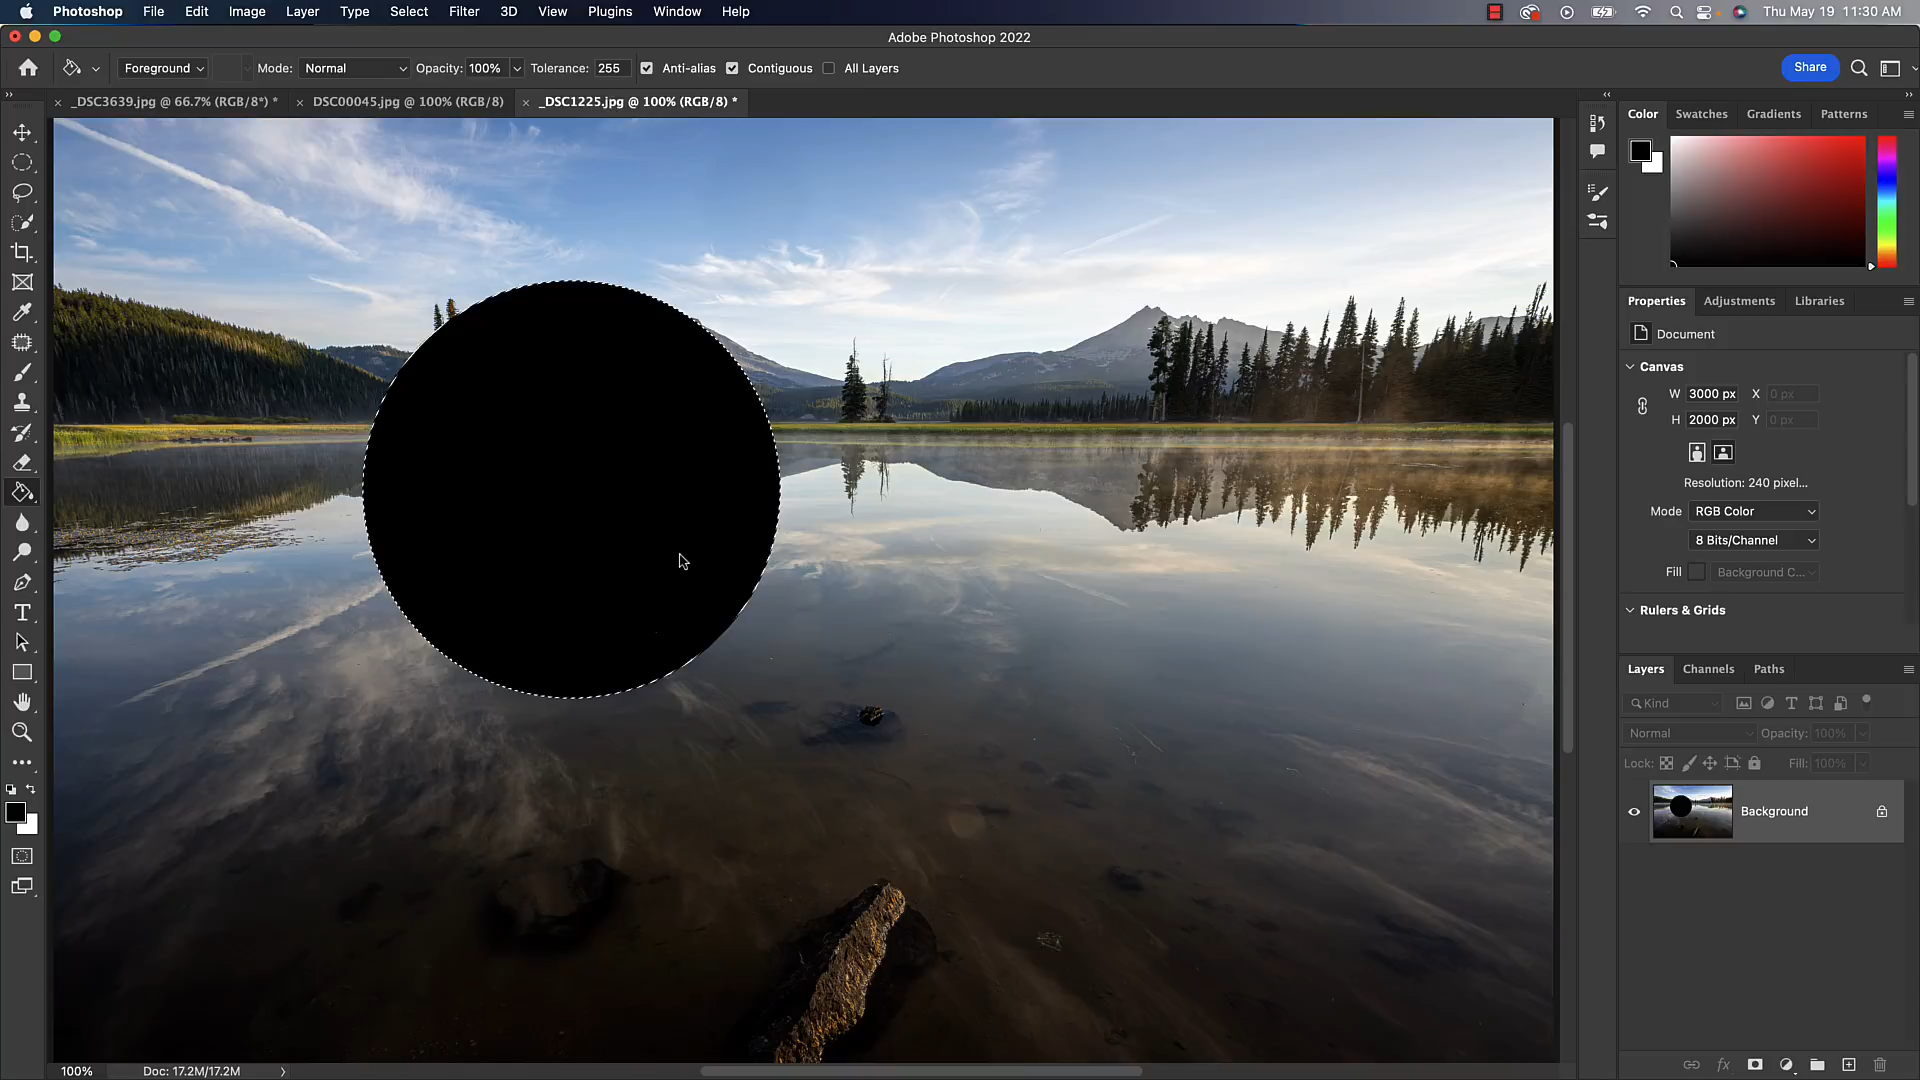 Photoshop File Edit Image Layer Type Select Filter 3D View Plugins Window Help Thu May 19 11:30 AM
Adobe Photoshop 2022
Foreground Mode: Normal Opacity: 100% Tolerance: 255 Anti-alias Contiguous All Layers Share
_DSC3639.jpg @ 66.7% (RGB/8*) * DSC00045.jpg @ 100% (RGB/8) _DSC1225.jpg @ 100% (RGB/8) *
Color Swatches Gradients Patterns
Properties Adjustments Libraries
Document
Canvas
W 3000 px X 0 px
H 2000 px Y 0 px
Resolution: 240 pixel...
Mode RGB Color
8 Bits/Channel
Fill Background C...
Rulers & Grids
Layers Channels Paths
Kind
Normal Opacity: 100%
Lock: Fill: 100%
Background
100% Doc: 17.2M/17.2M